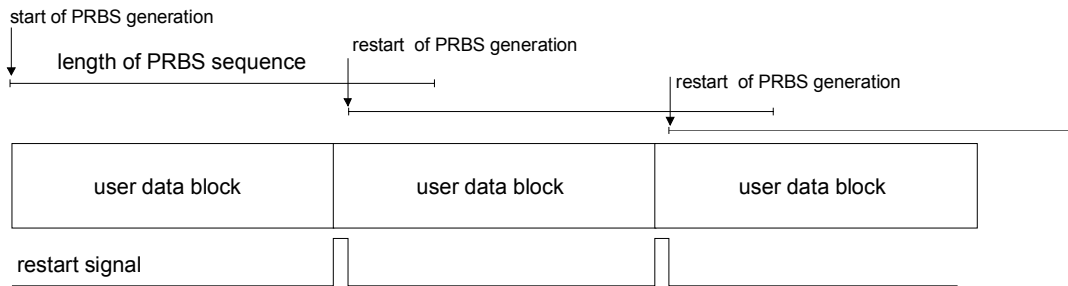 start of PRBS generation
restart of PRBS generation
length of PRBS sequence
restart of PRBS generation
user data block
user data block
user data block
restart signal